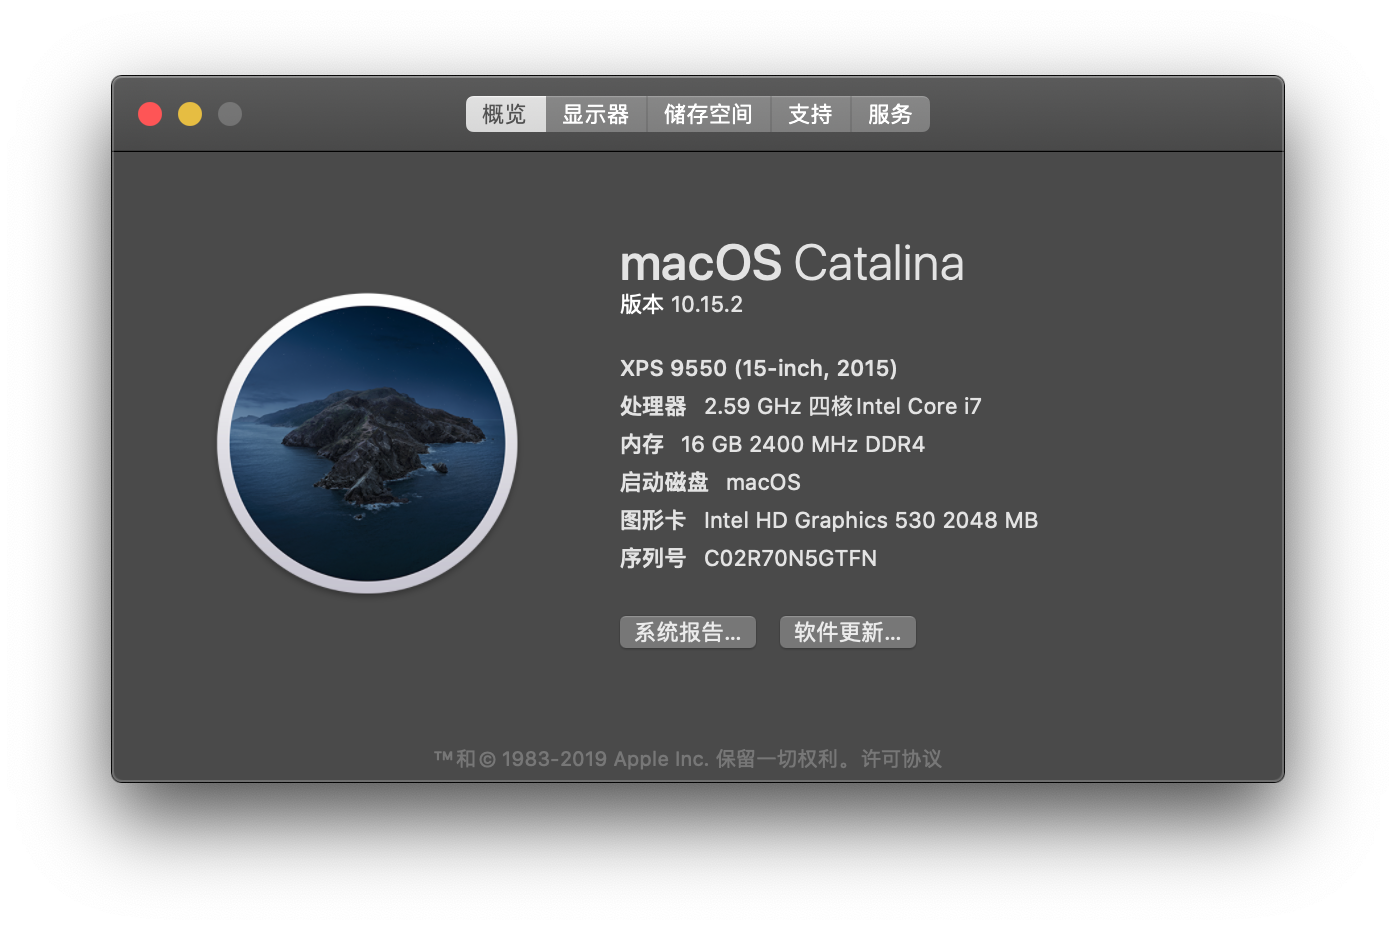 概览 显示器 储存空间 支持 服务
macOS Catalina
版本 10.15.2
XPS 9550 (15-inch, 2015)
处理器 2.59 GHz 四核Intel Core i7
内存 16 GB 2400 MHz DDR4
启动磁盘 macOS
图形卡 Intel HD Graphics 530 2048 MB
序列号 C02R70N5GTFN
系统报告... 软件更新...
™和© 1983-2019 Apple Inc. 保留一切权利。许可协议